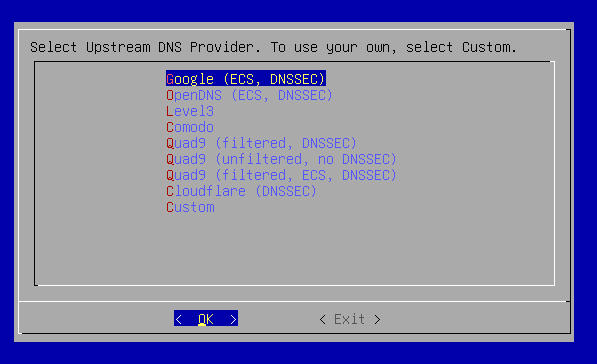 Select Upstream DNS Provider. To use your own, select Custom.
Google (ECS, DNSSEC)
OpenDNS (ECS, DNSSEC)
Level3
Comodo
Quad9 (filtered, DNSSEC)
Quad9 (unfiltered, no DNSSEC)
Quad9 (filtered, ECS, DNSSEC)
Cloudflare (DNSSEC)
Custom
< OK > < Exit >